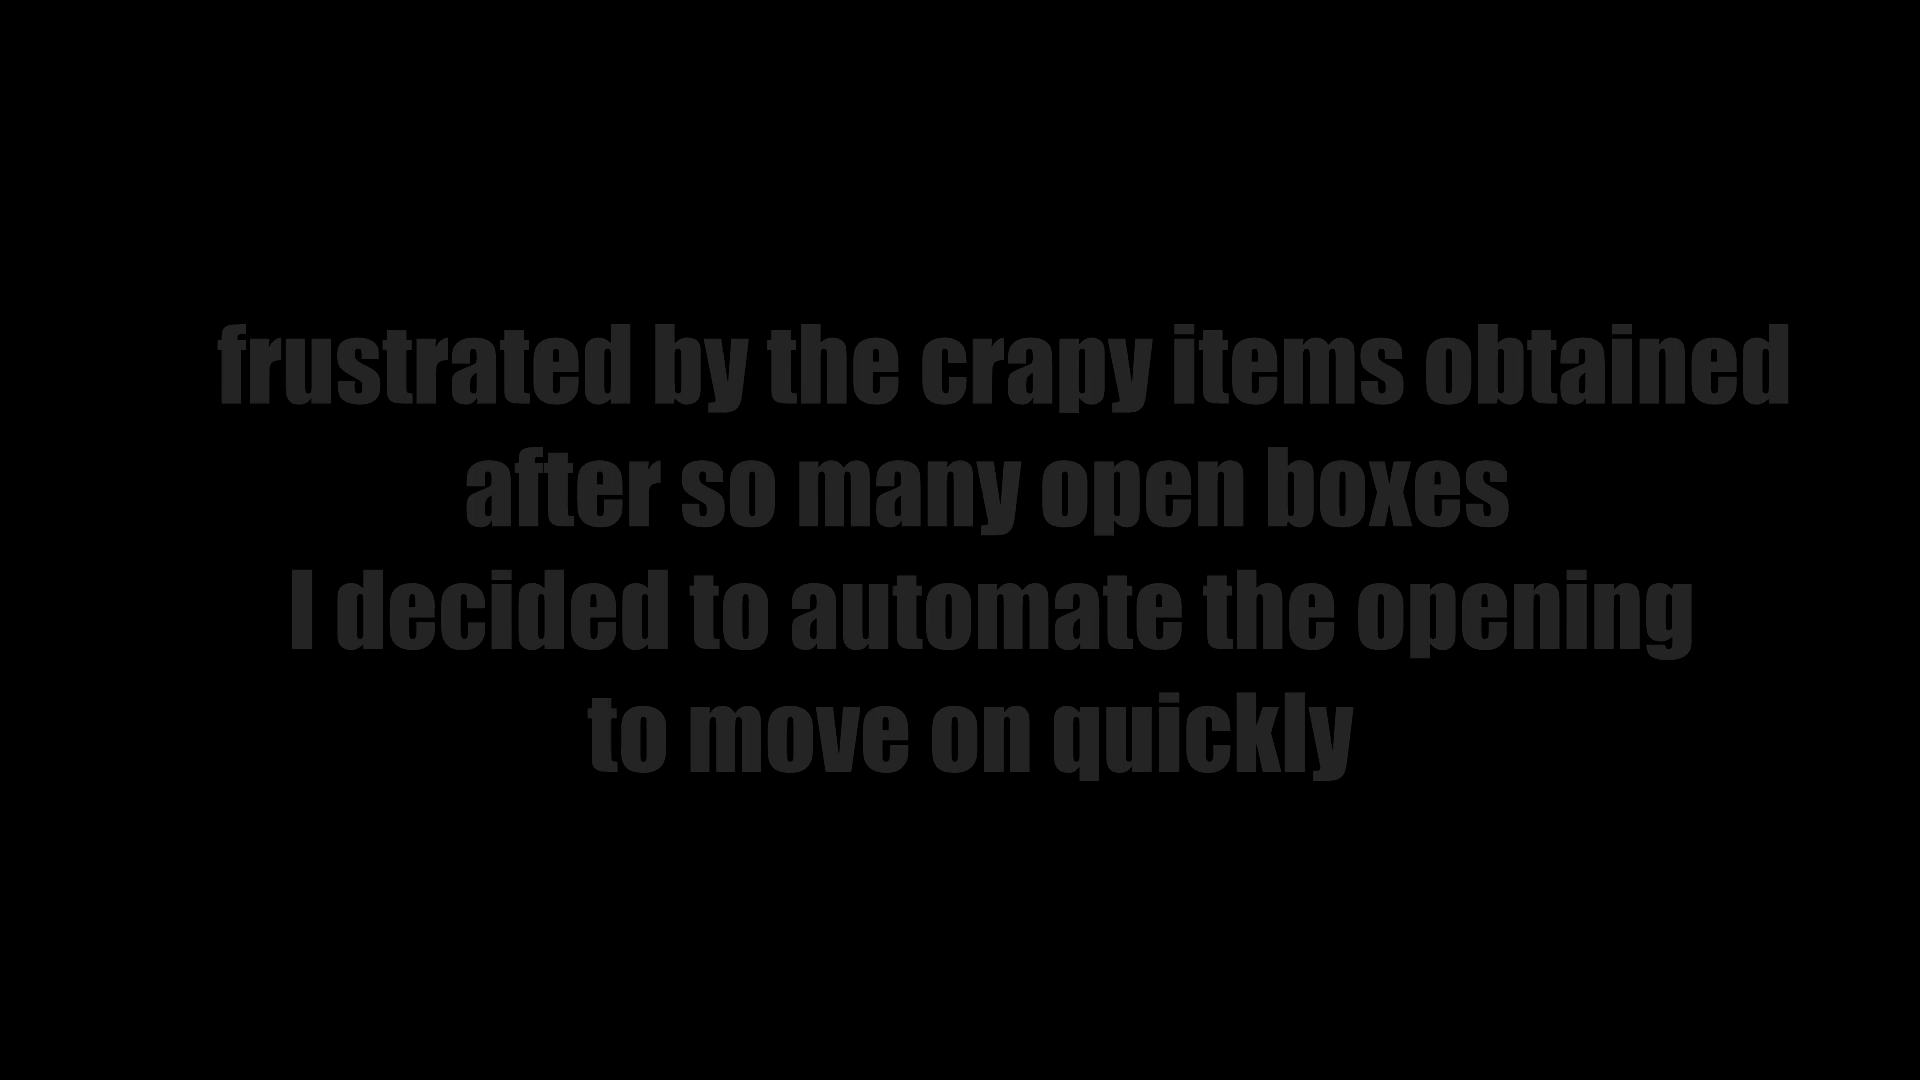 frustrated by the crapy items obtained
after so many open boxes
I decided to automate the opening
to move on quickly